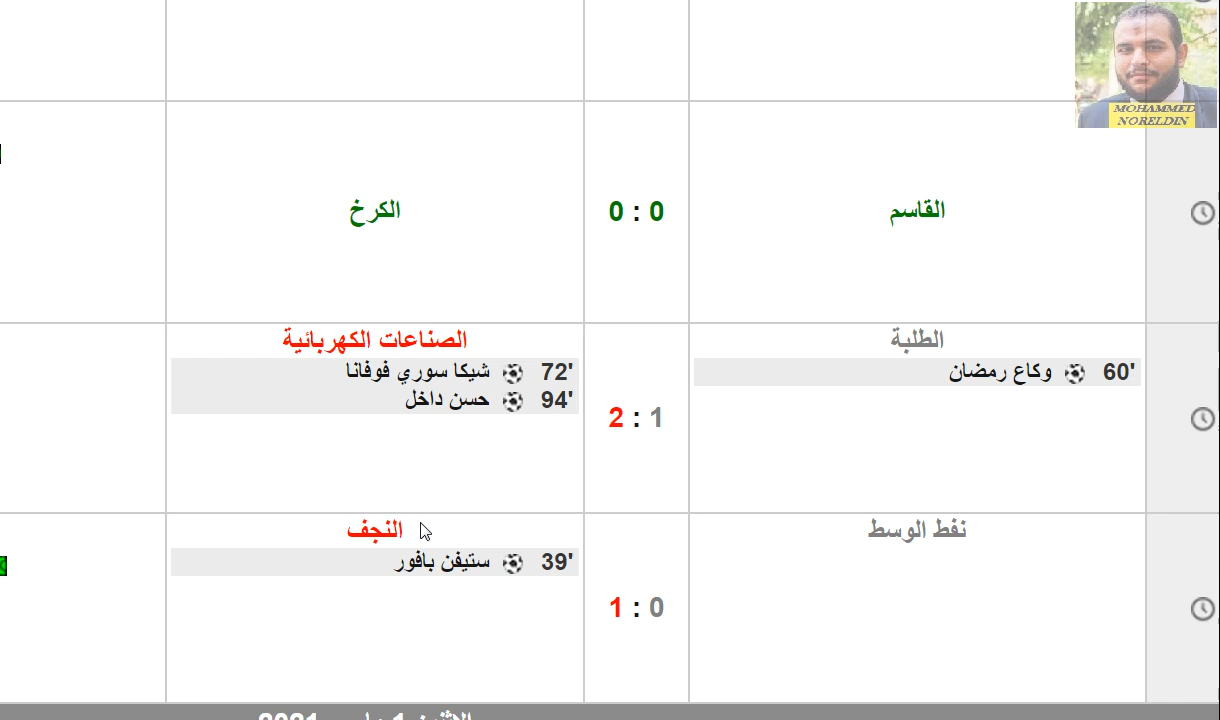 MOHAMMED
NORELDIN
القاسم
0 : 0
الكرخ
الطلبة
60' وكاع رمضان
1 : 2
الصناعات الكهربائية
72' شيكا سوري فوفانا
94' حسن داخل
نفط الوسط
0 : 1
النجف
39' ستيفن بافور